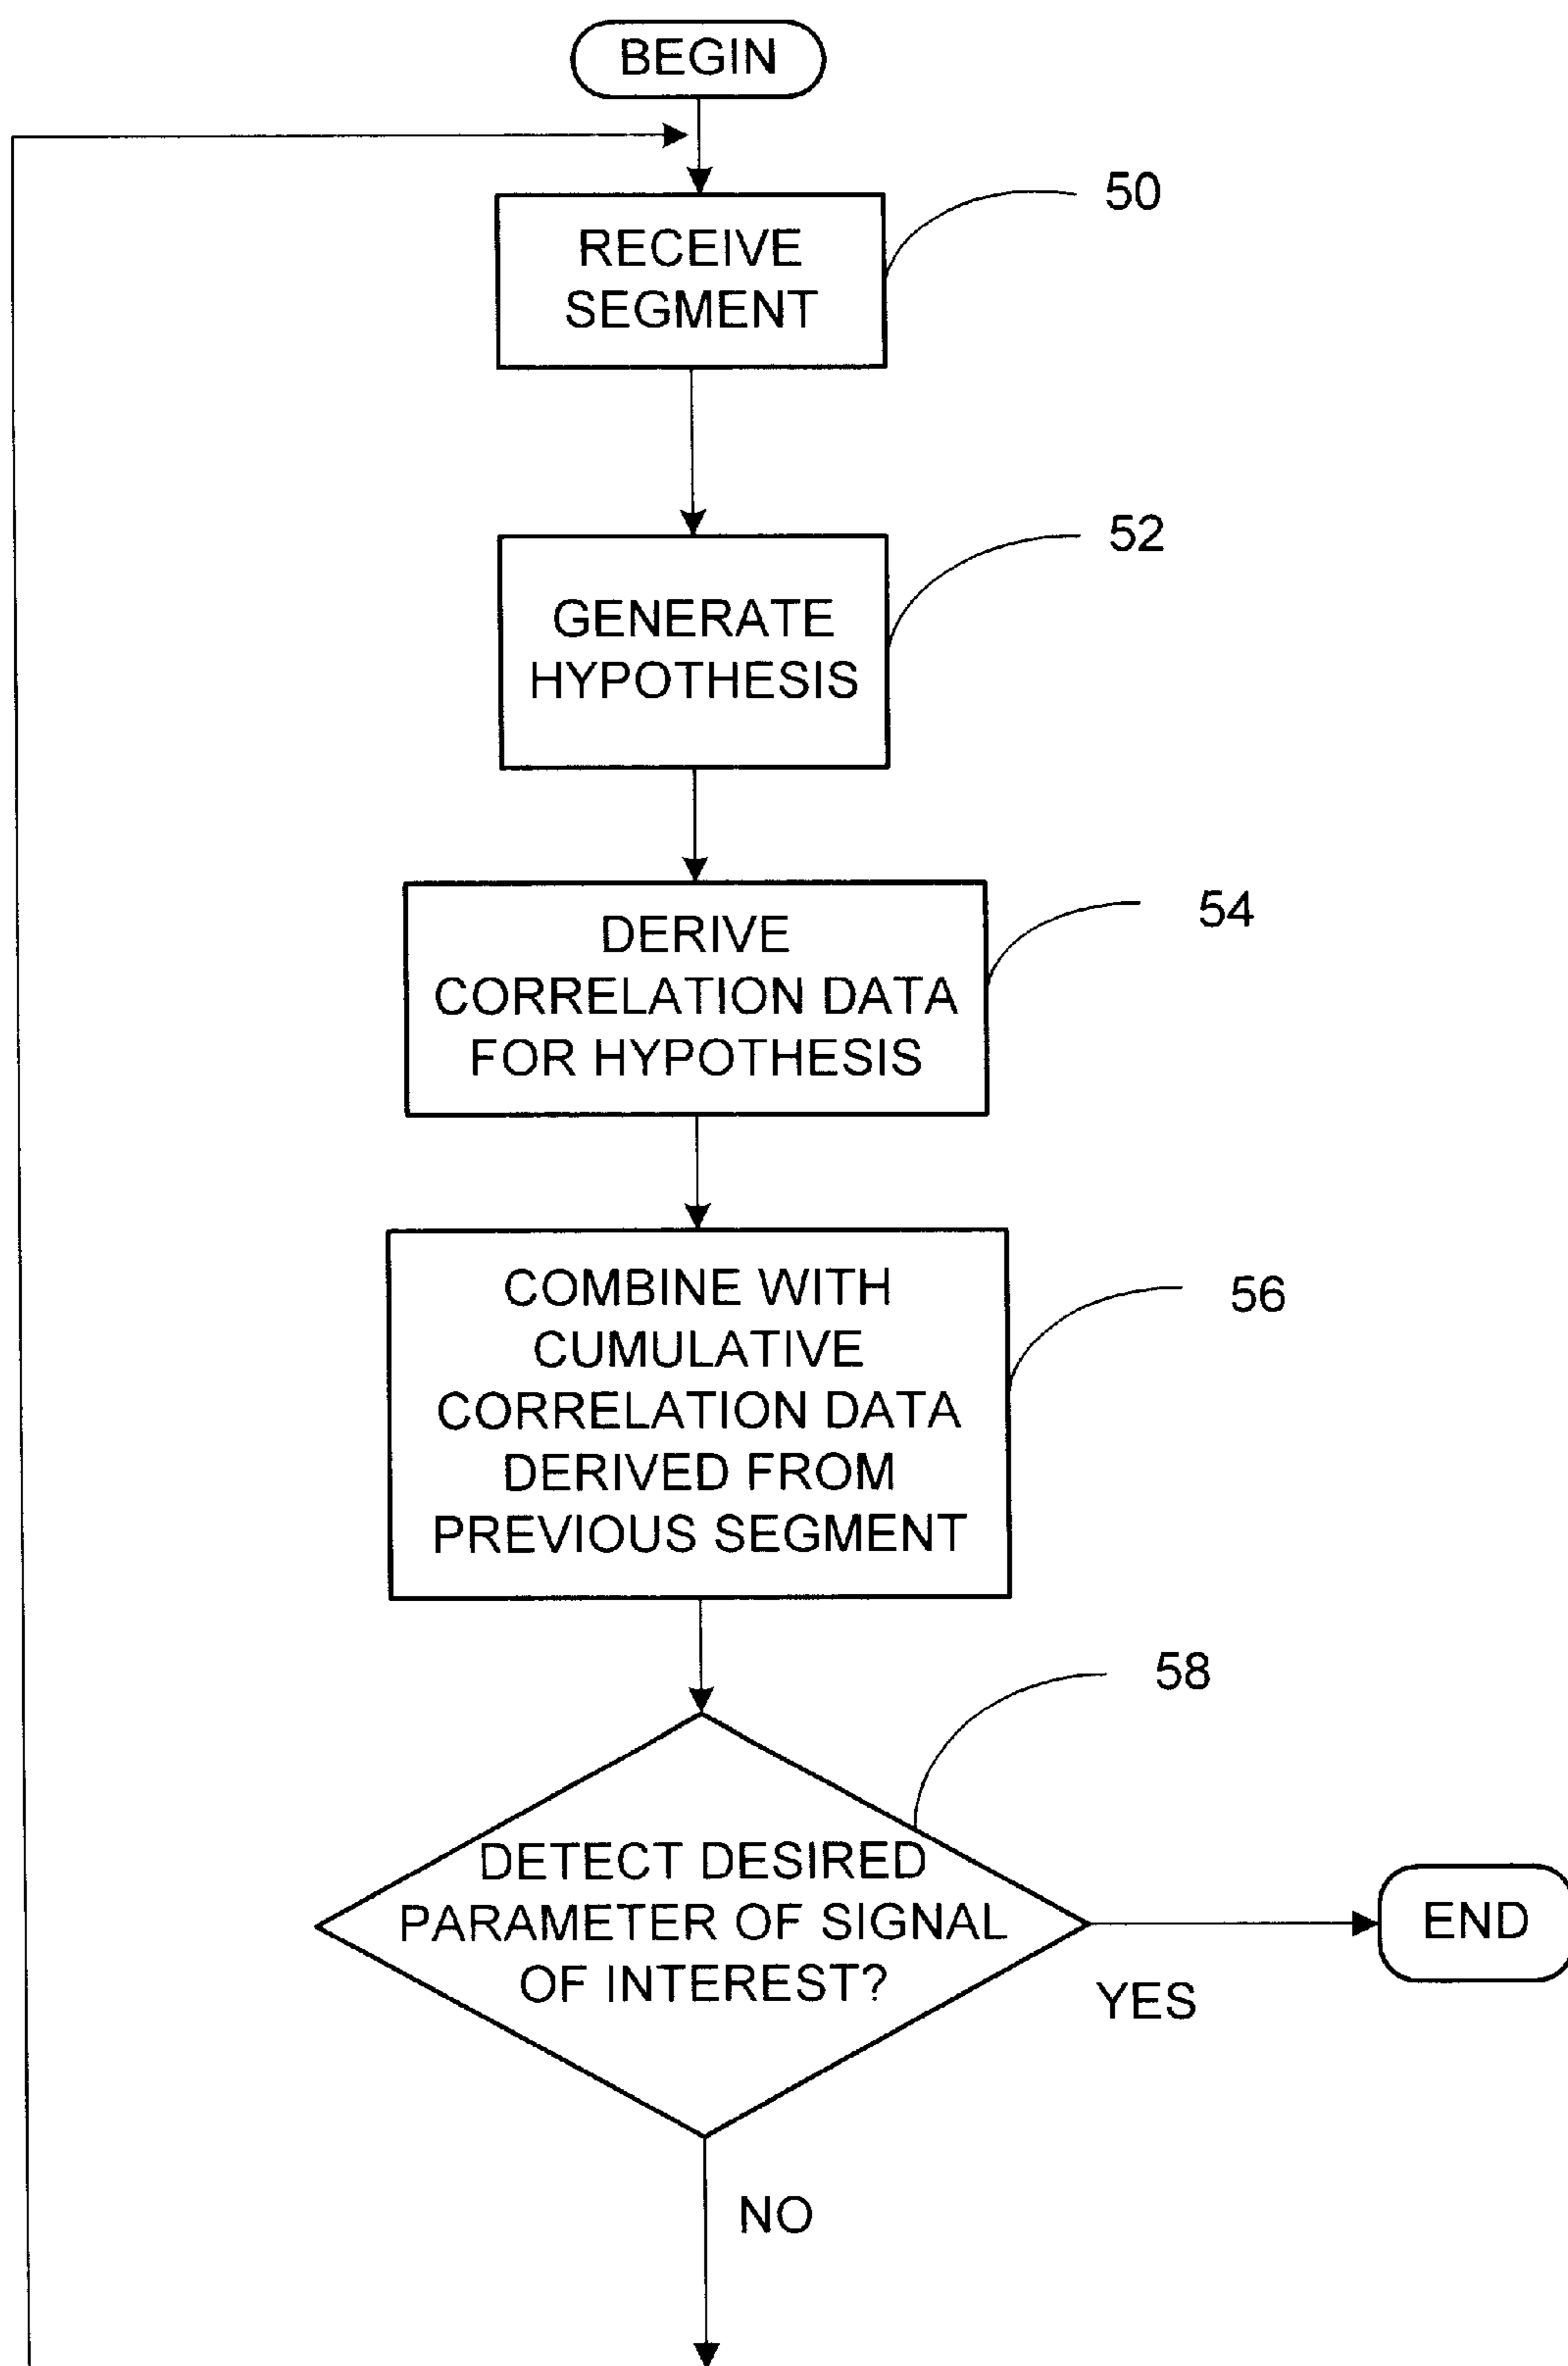 BEGIN
50
RECEIVE
SEGMENT
52
GENERATE
HYPOTHESIS
54
DERIVE
CORRELATION DATA
FOR HYPOTHESIS
56
COMBINE WITH
CUMULATIVE
CORRELATION DATA
DERIVED FROM
PREVIOUS SEGMENT
58
DETECT DESIRED
PARAMETER OF SIGNAL
OF INTEREST?
END
YES
NO